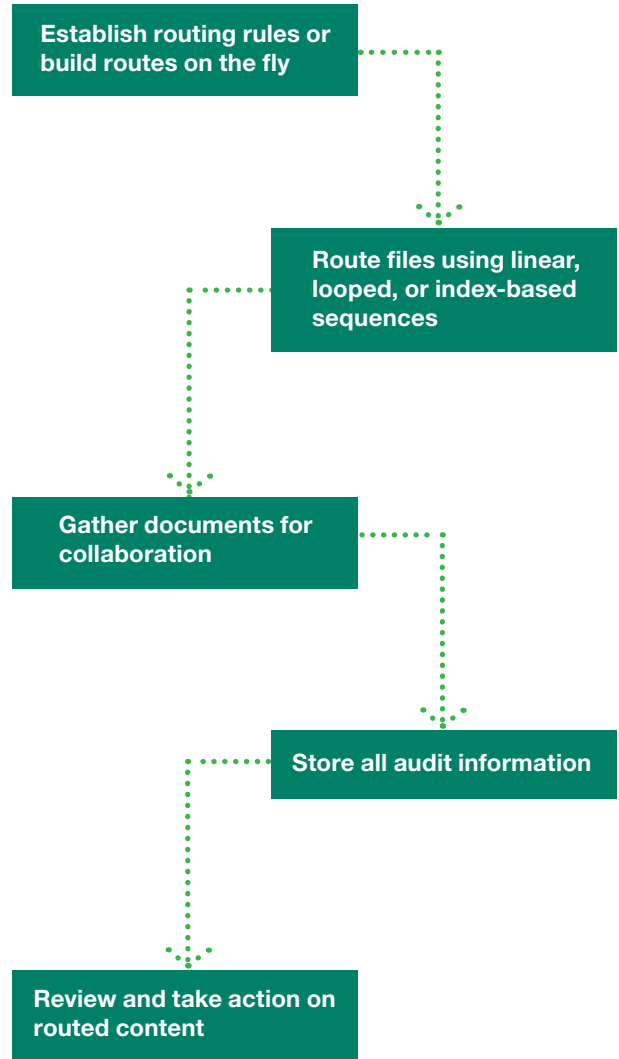 Establish routing rules or
build routes on the fly
Route files using linear,
looped, or index-based
sequences
Gather documents for
collaboration
Store all audit information
Review and take action on
routed content